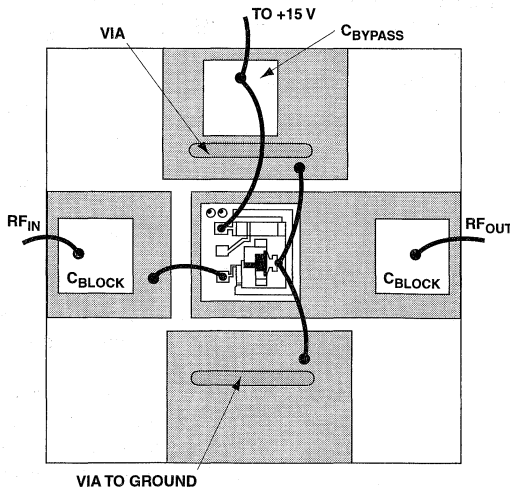 TO +15 V
VIA
CBYPASS
RFIN
RFOUT
CBLOCK
CBLOCK
VIA TO GROUND